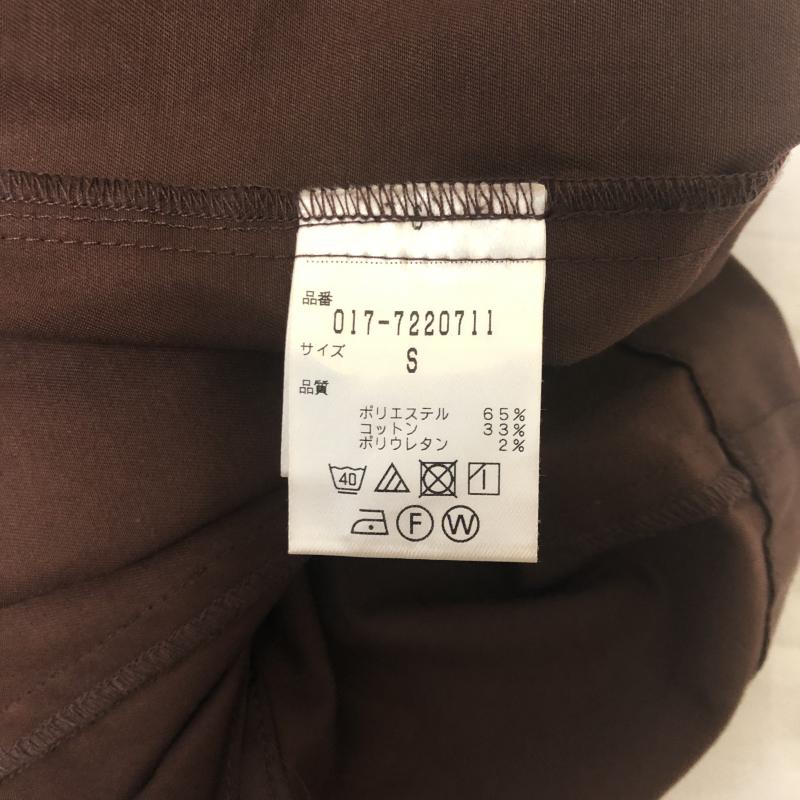 品番
017-7220711
サイズ
S
品質
ポリエステル 65%
コットン 33%
ポリウレタン 2%
40
F W